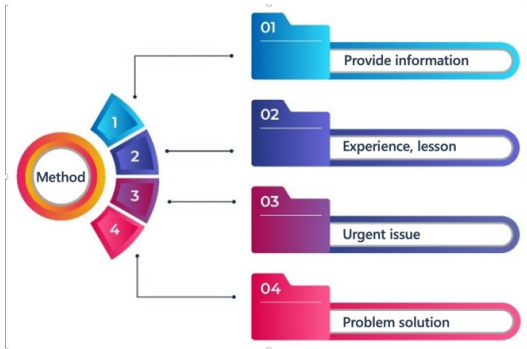 Method
1
2
3
4
01
Provide information
02
Experience, lesson
03
Urgent issue
04
Problem solution